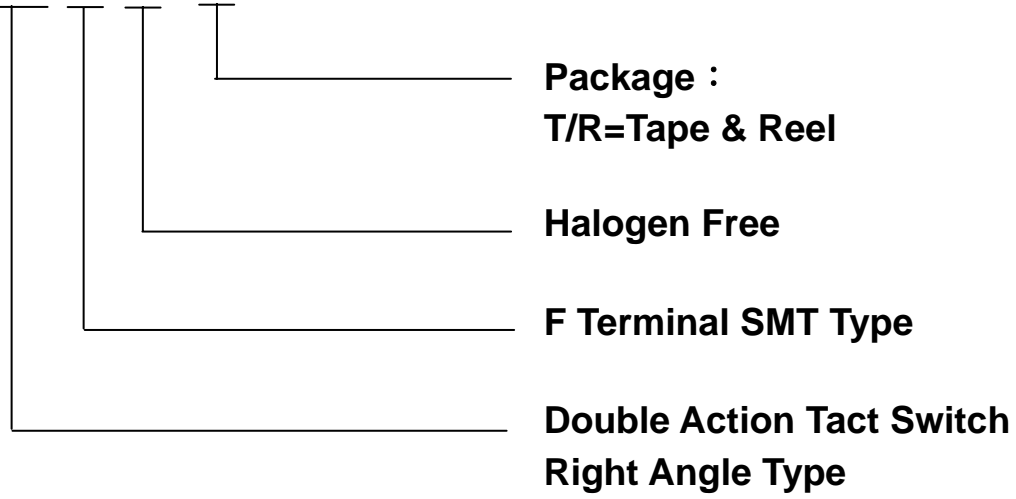 Package：
T/R=Tape & Reel
Halogen Free
F Terminal SMT Type
Double Action Tact Switch
Right Angle Type